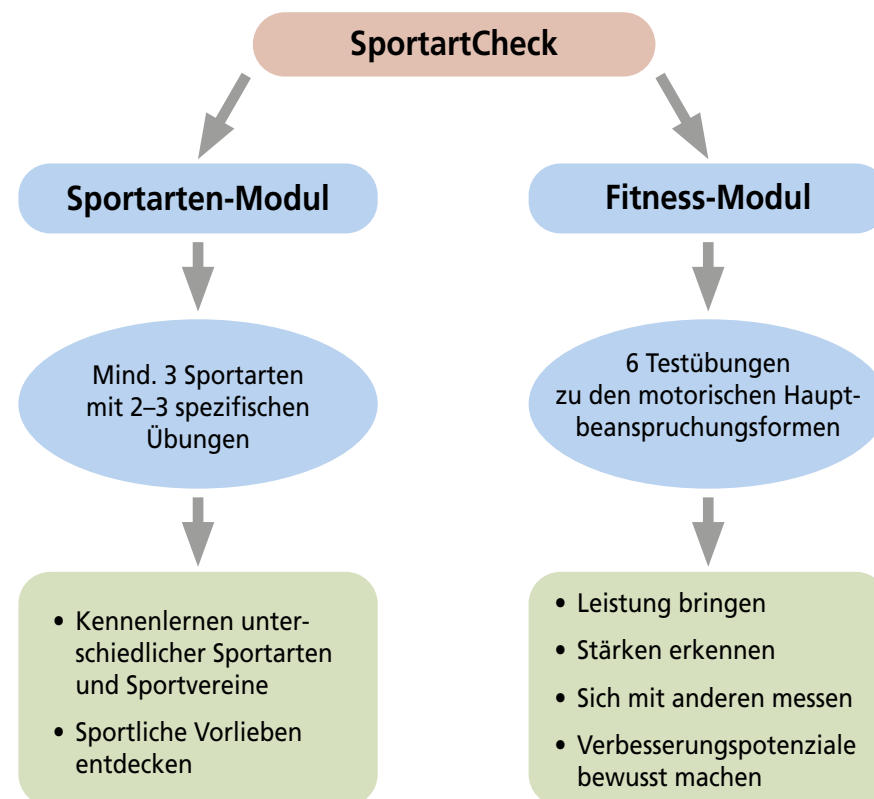 SportartCheck
Sportarten-Modul
Mind. 3 Sportarten
mit 2–3 spezifischen
Übungen
• Kennenlernen unter-
schiedlicher Sportarten
und Sportvereine
• Sportliche Vorlieben
entdecken
Fitness-Modul
6 Testübungen
zu den motorischen Haupt-
beanspruchungsformen
• Leistung bringen
• Stärken erkennen
• Sich mit anderen messen
• Verbesserungspotenziale
bewusst machen